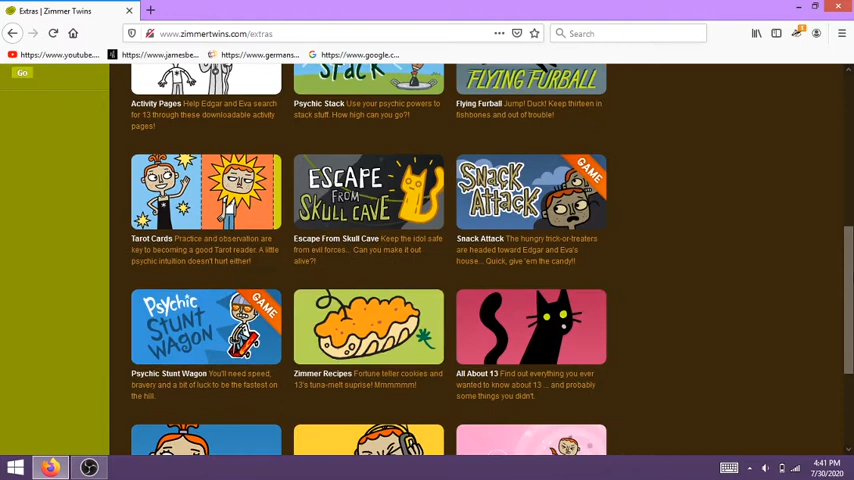 Extras | Zimmer Twins
www.zimmertwins.com/extras
Search
https://www.youtube....
https://www.jamesbe...
https://www.germans...
https://www.google.c...
Go
Stack
FLYING FURBALL
Activity Pages Help Edgar and Eva search
for 13 through these downloadable activity
pages!
Psychic Stack Use your psychic powers to
stack stuff. How high can you go?!
Flying Furball Jump! Duck! Keep thirteen in
fishbones and out of trouble!
ESCAPE
FROM
SKULL CAVE
SNACK
ATTACK
GAME
Tarot Cards Practice and observation are
key to becoming a good Tarot reader. A little
psychic intuition doesn't hurt either!
Escape From Skull Cave Keep the idol safe
from evil forces... Can you make it out
alive?!
Snack Attack The hungry trick-or-treaters
are headed toward Edgar and Eva's
house... Quick, give 'em the candy!!
PSYCHIC
STUNT
WAGON
GAME
Psychic Stunt Wagon You'll need speed,
bravery and a bit of luck to be the fastest on
the hill.
Zimmer Recipes Fortune teller cookies and
13's tuna-melt suprise! Mmmmmm!
All About 13 Find out everything you ever
wanted to know about 13 ... and probably
some things you didn't.
4:41 PM
7/30/2020